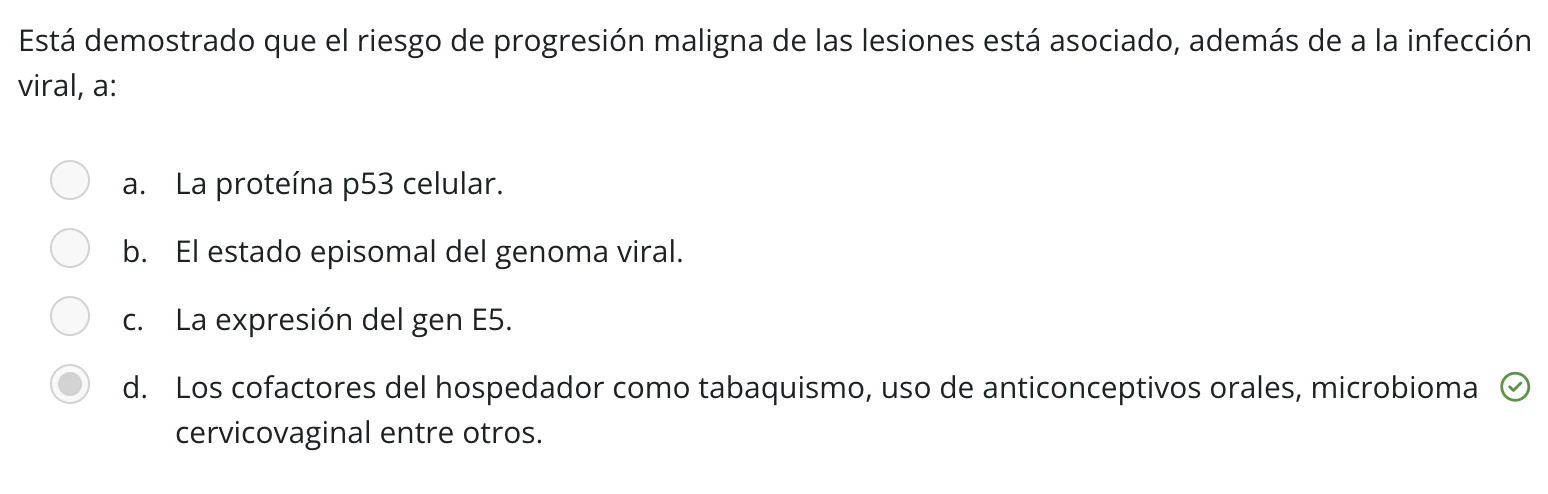 Está demostrado que el riesgo de progresión maligna de las lesiones está asociado, además de a la infección
viral, a:
a. La proteína p53 celular.
b. El estado episomal del genoma viral.
c. La expresión del gen E5.
d. Los cofactores del hospedador como tabaquismo, uso de anticonceptivos orales, microbioma
cervicovaginal entre otros.